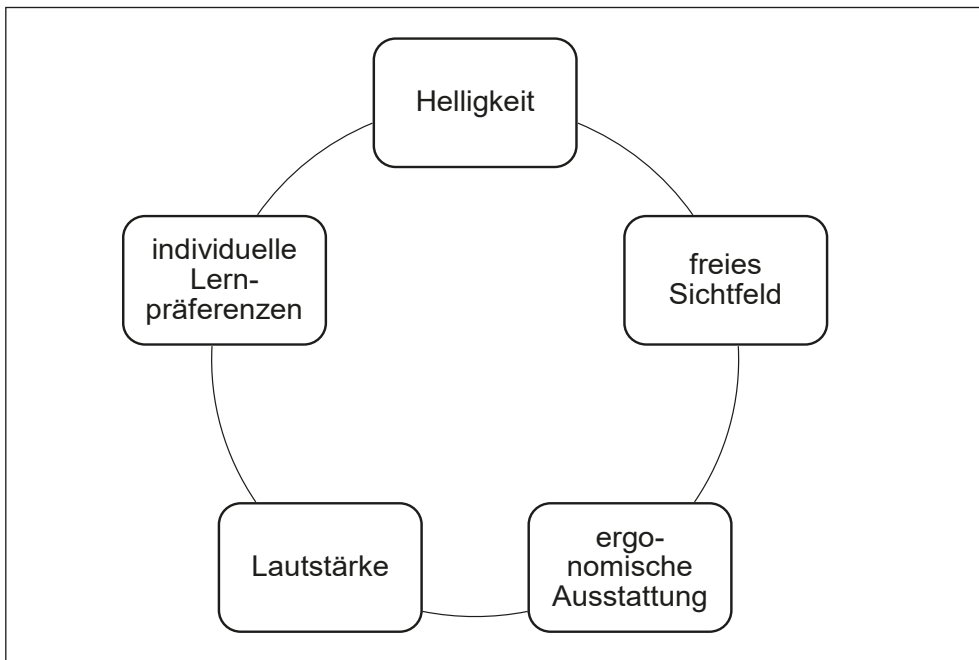 Helligkeit
freies
Sichtfeld
ergo-
nomische
Ausstattung
Lautstärke
individuelle
Lern-
präferenzen